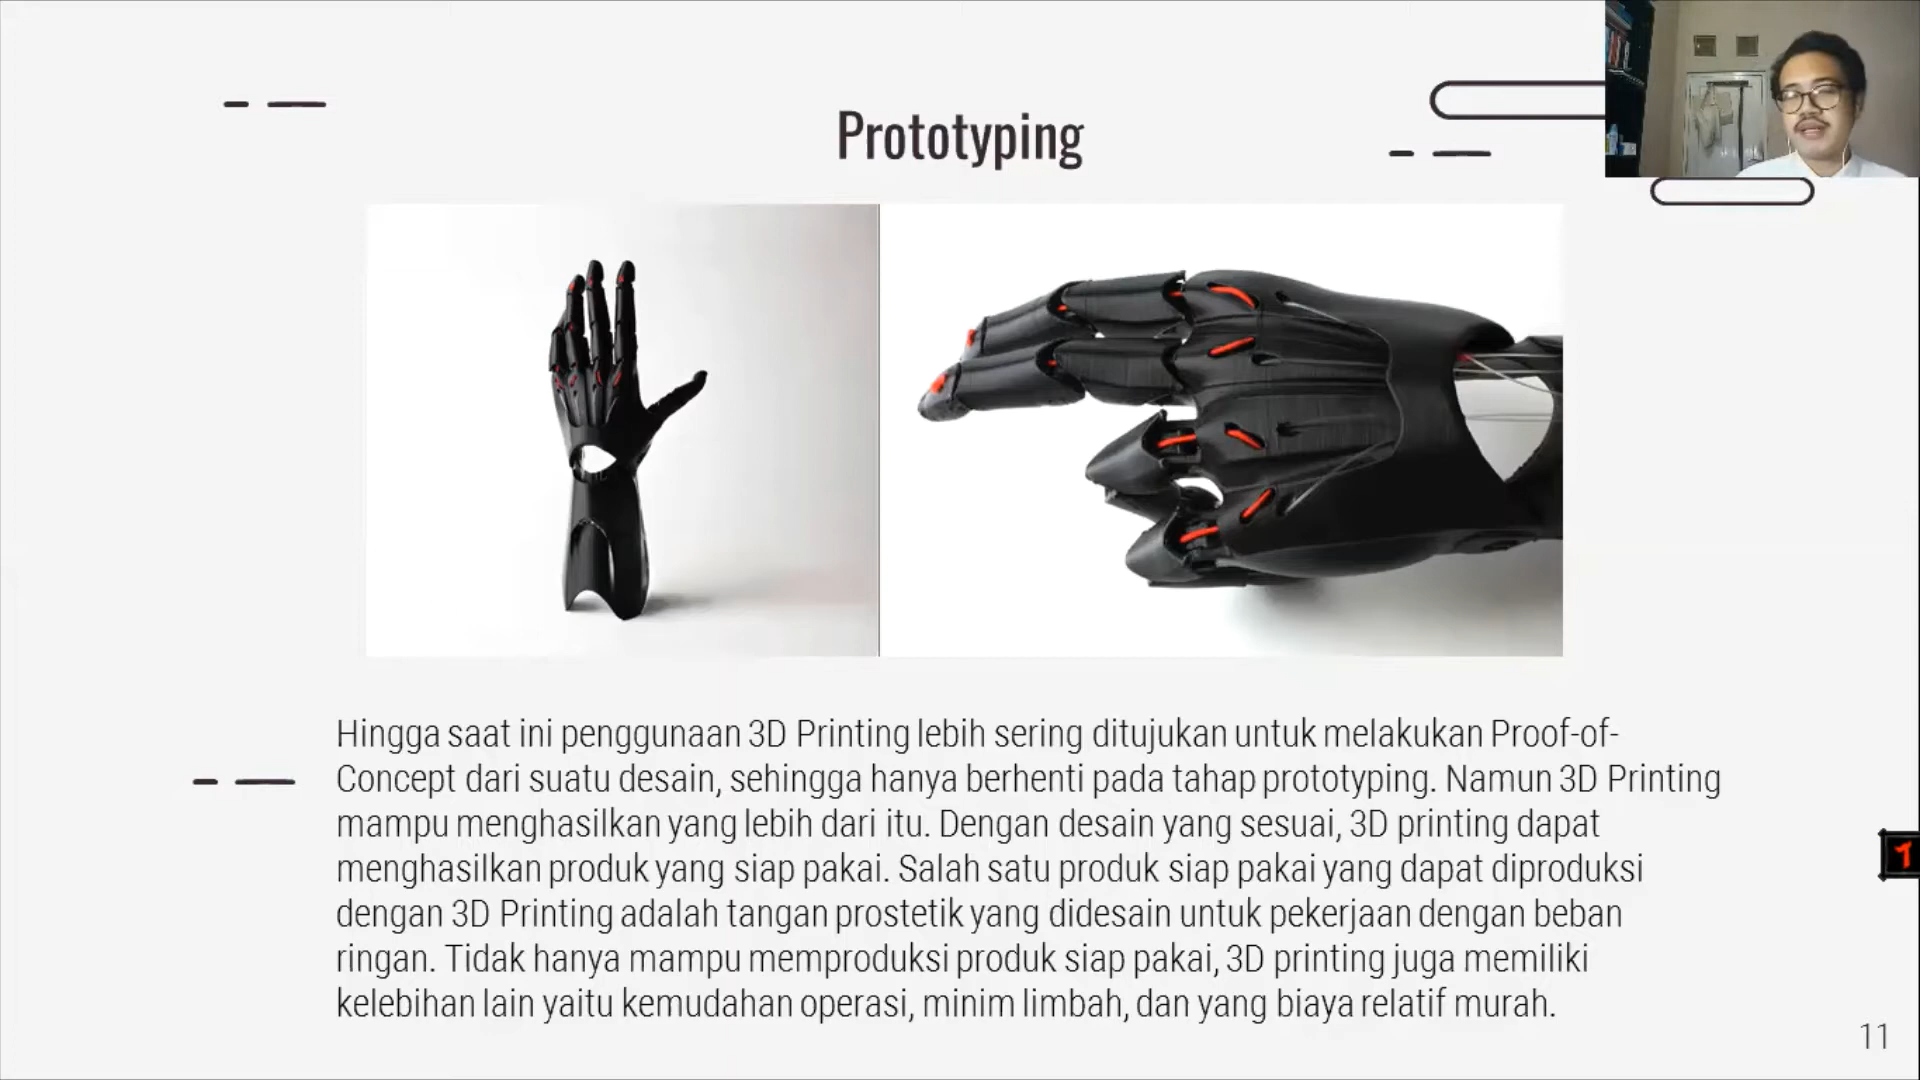 Prototyping
Hingga saat ini penggunaan 3D Printing lebih sering ditujukan untuk melakukan Proof-of-
Concept dari suatu desain, sehingga hanya berhenti pada tahap prototyping. Namun 3D Printing
mampu menghasilkan yang lebih dari itu. Dengan desain yang sesuai, 3D printing dapat
menghasilkan produk yang siap pakai. Salah satu produk siap pakai yang dapat diproduksi
dengan 3D Printing adalah tangan prostetik yang didesain untuk pekerjaan dengan beban
ringan. Tidak hanya mampu memproduksi produk siap pakai, 3D printing juga memiliki
kelebihan lain yaitu kemudahan operasi, minim limbah, dan yang biaya relatif murah.
11